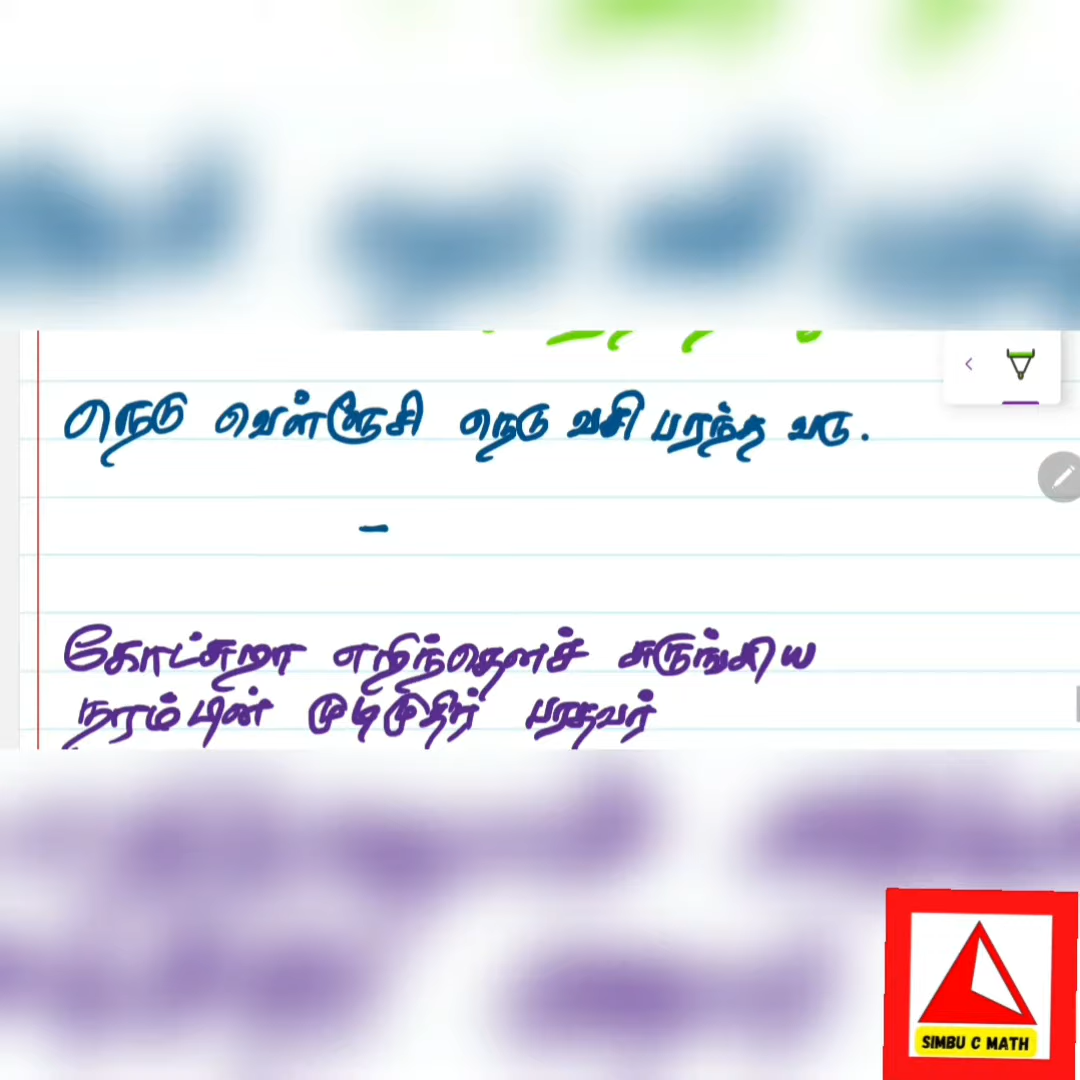 நெடு வெள்ளூசி நெடு வசி பரந்த வடு.
-
கோட்சுறா எறிந்தெனச் சுருங்கிய
நரம்பின் முடிமுதிர் பரதவர்
SIMBU C MATH